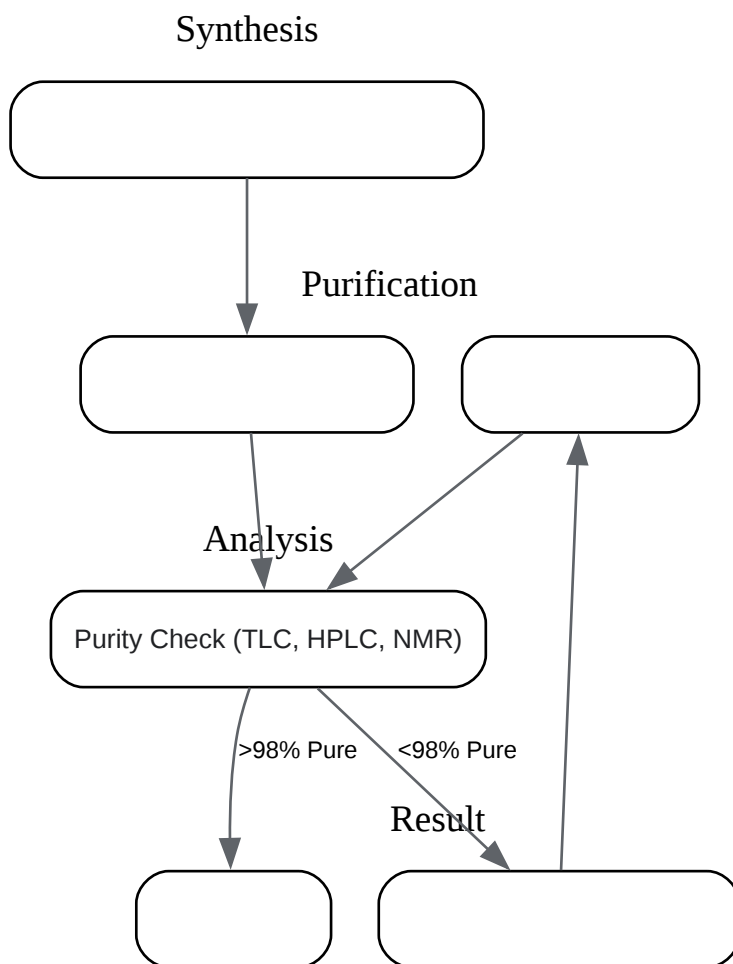 Synthesis
Purification
Analysis
Purity Check (TLC, HPLC, NMR)
>98% Pure
<98% Pure
Result